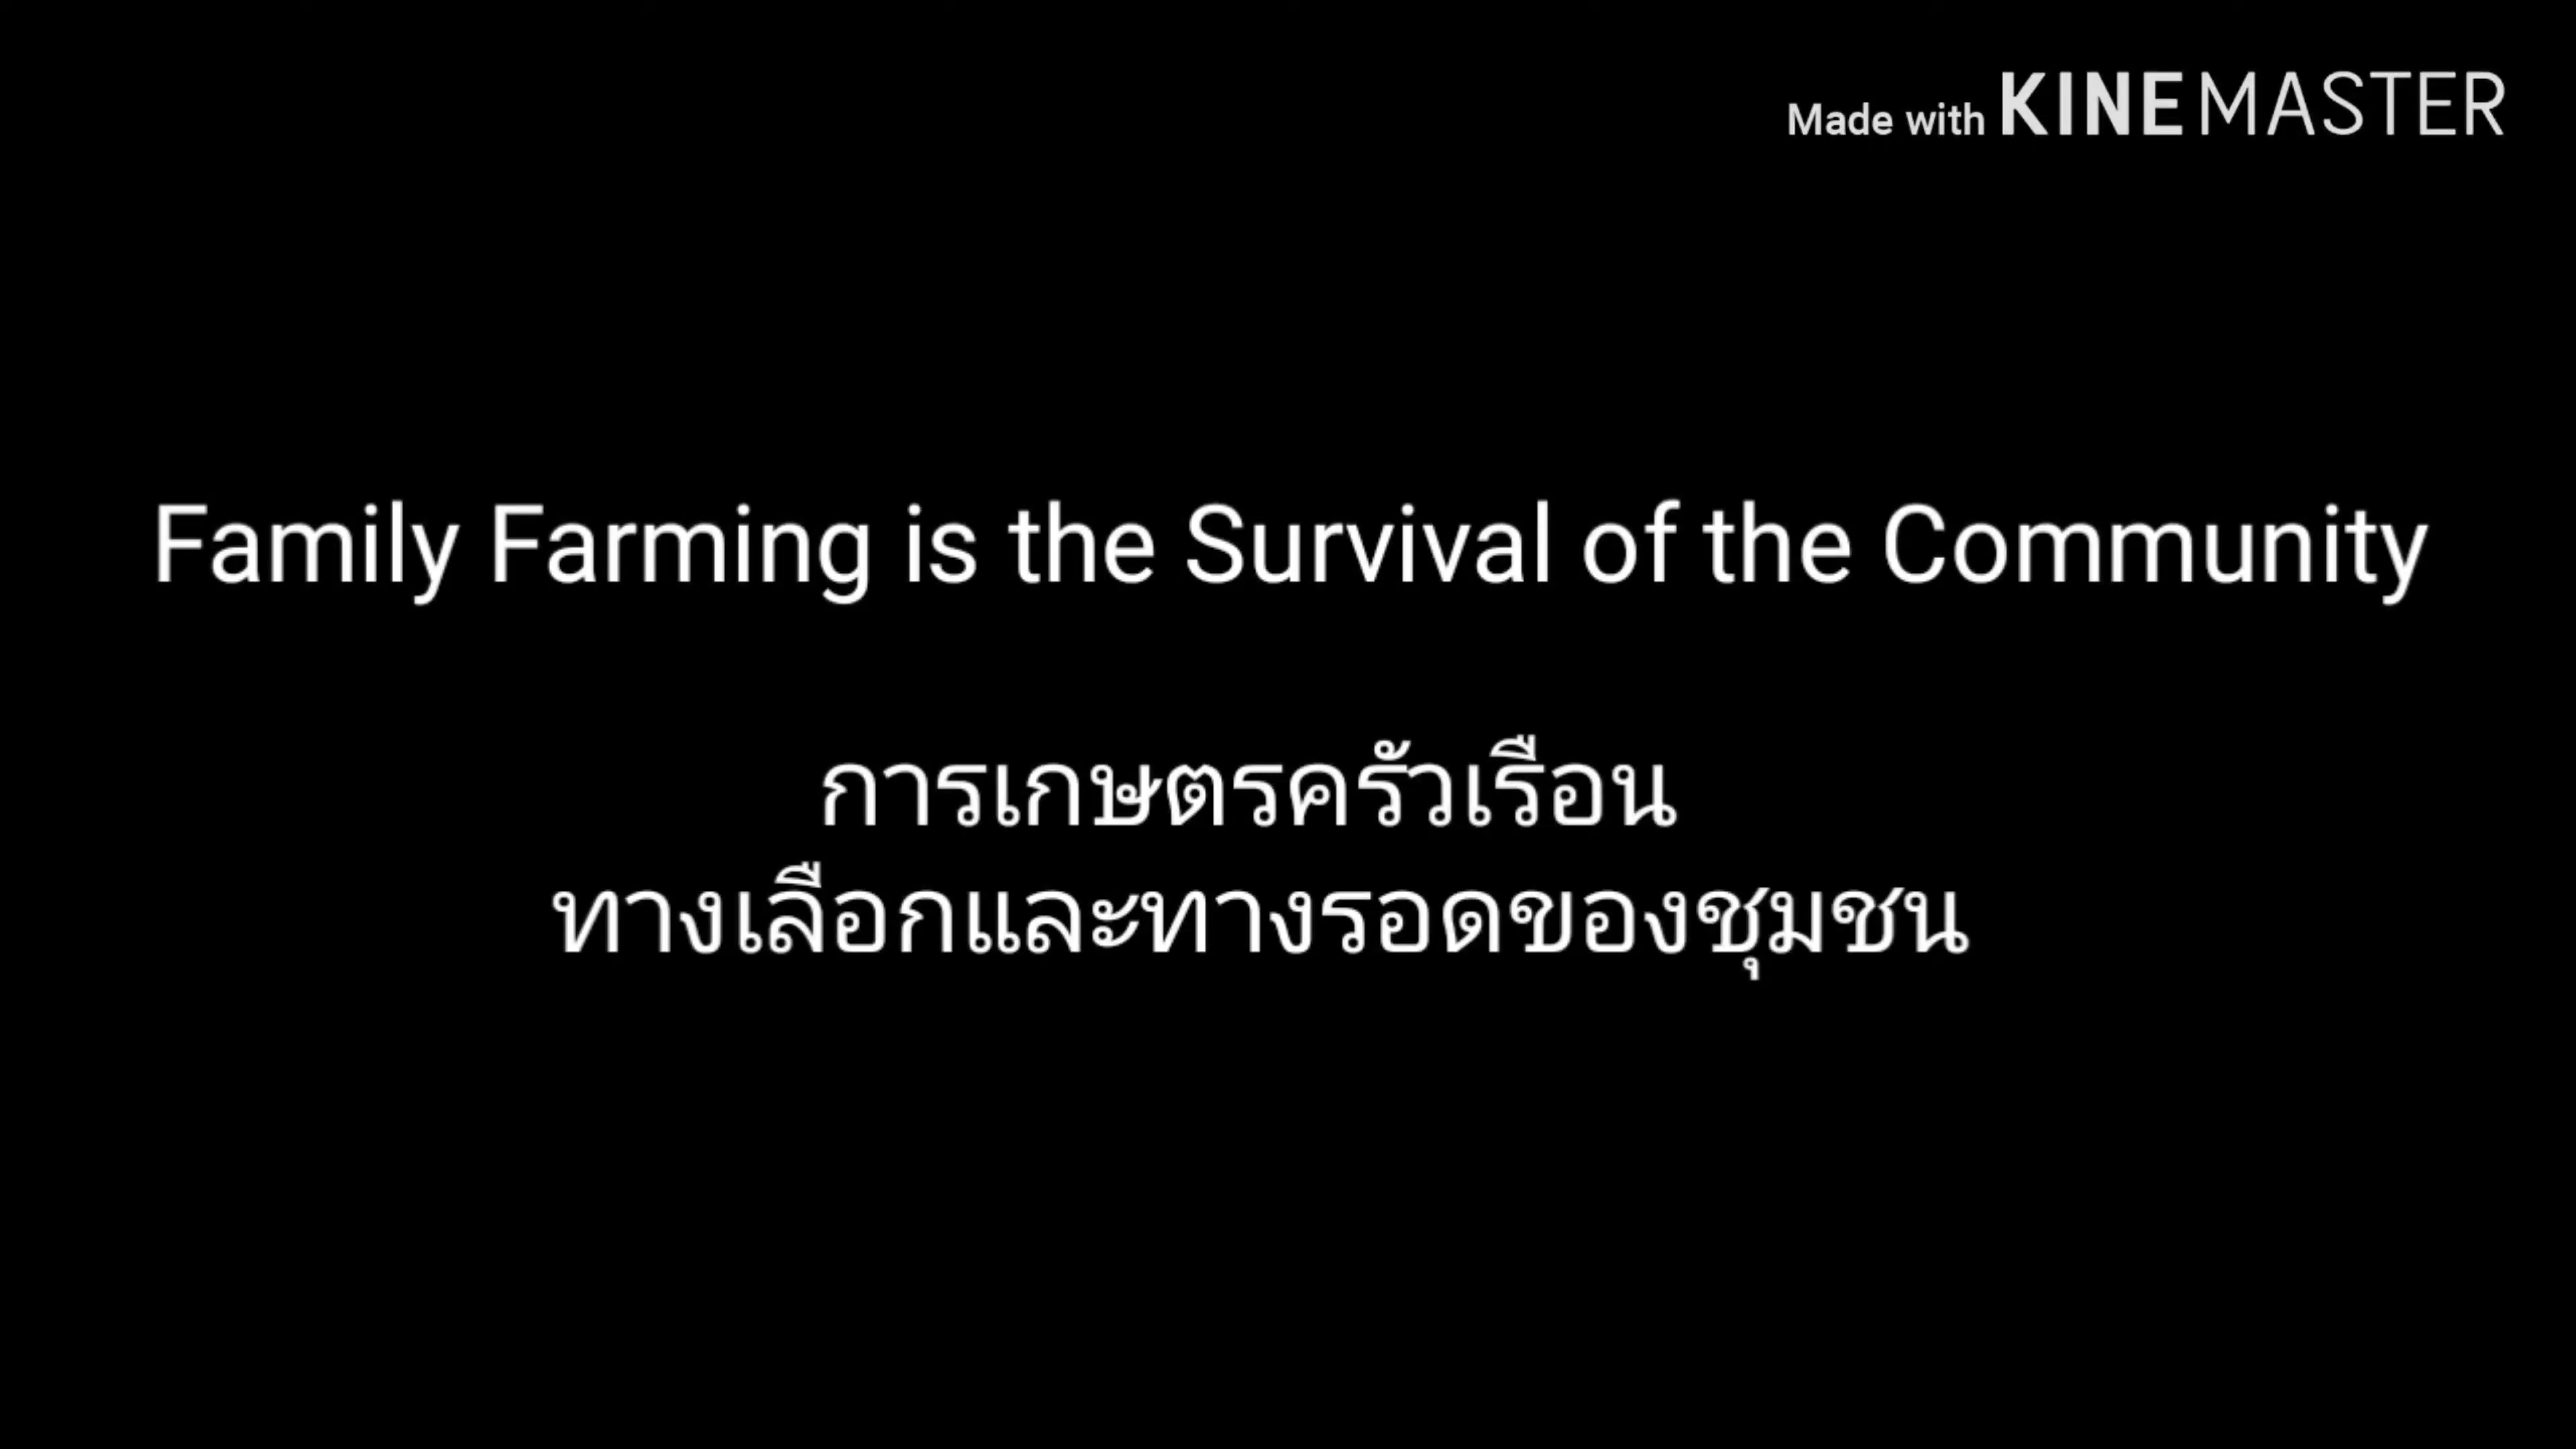 Made with KINEMASTER
Family Farming is the Survival of the Community
การเกษตรครัวเรือน
ทางเลือกและทางรอดของชุมชน